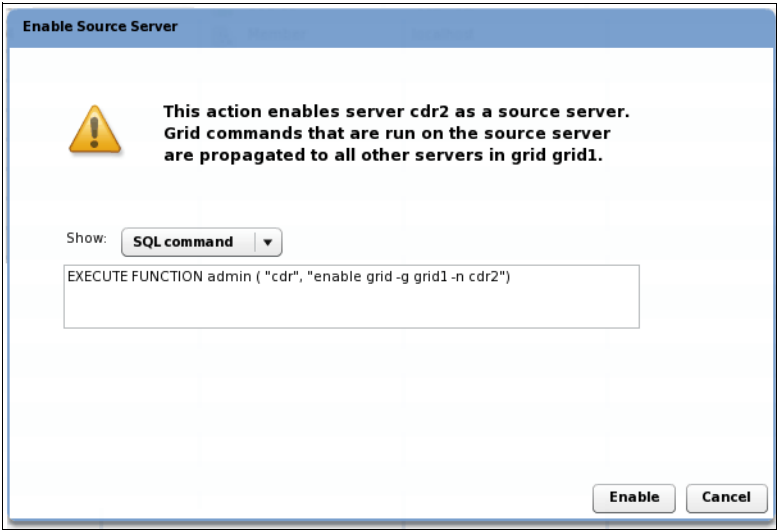 Enable Source Server
This action enables server cdr2 as a source server.
Grid commands that are run on the source server
are propagated to all other servers in grid grid1.
Show:
SQL command
EXECUTE FUNCTION admin ( "cdr", "enable grid -g grid1 -n cdr2")
Enable
Cancel